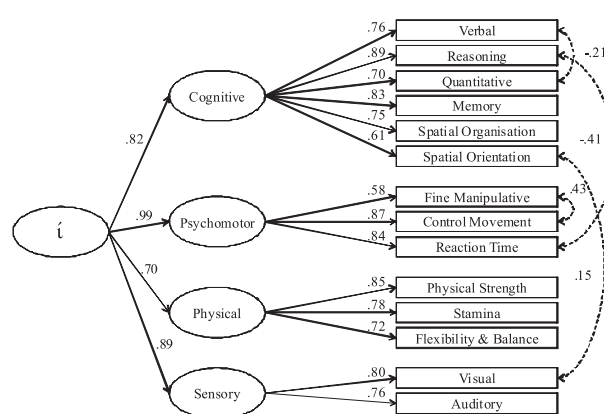 .76
Verbal
.89
Reasoning
-.21
.70
Quantitative
.83
Memory
Cognitive
.75
Spatial Organisation
.82
.61
Spatial Orientation
-.41
.58
Fine Manipulative
.43
.99
Psychomotor
.87
Control Movement
.84
Reaction Time
ί
.70
.15
.85
Physical Strength
Physical
.78
Stamina
.72
Flexibility & Balance
.89
.80
Visual
Sensory
.76
Auditory